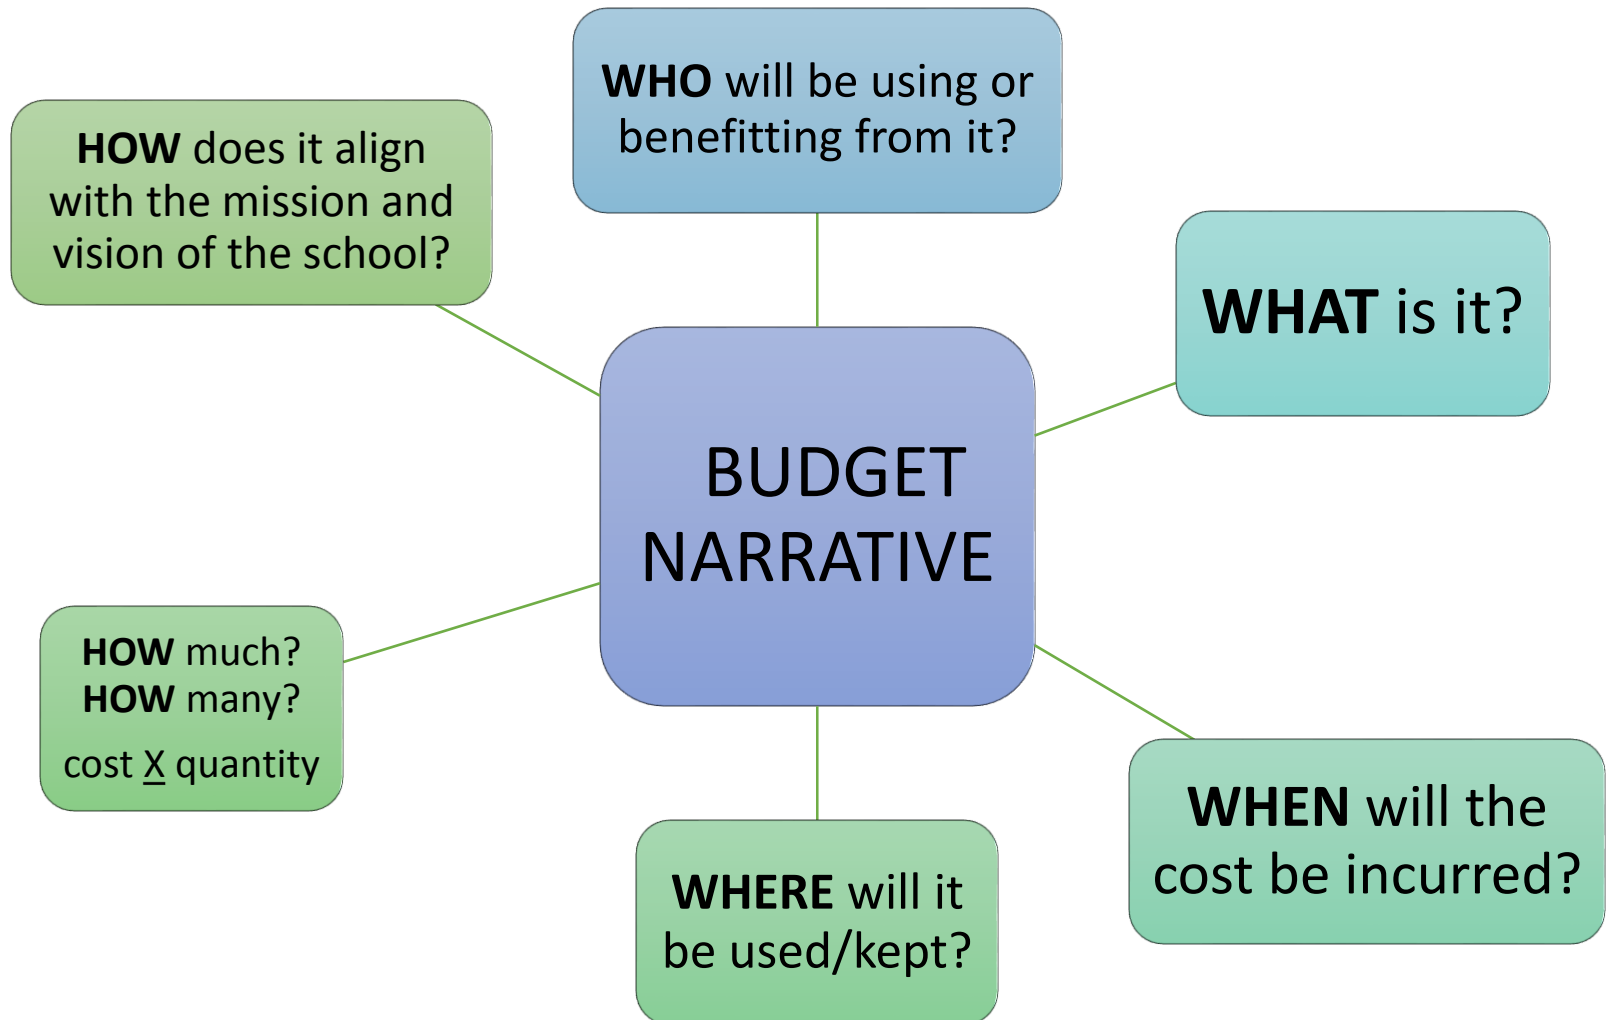 WHO will be using or
benefitting from it?
HOW does it align
with the mission and
vision of the school?
WHAT is it?
BUDGET
NARRATIVE
HOW much?
HOW many?
cost X quantity
WHEN will the
cost be incurred?
WHERE will it
be used/kept?